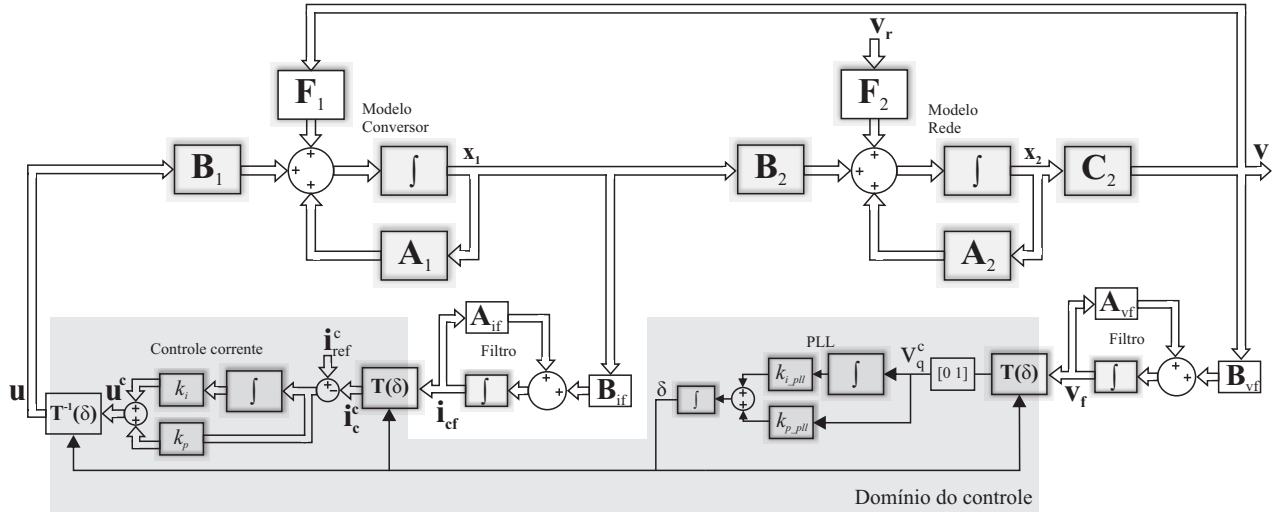 v_r
F_1
F_2
Modelo
Conversor
Modelo
Rede
B_1
+
+
+
∫
x_1
B_2
+
+
+
∫
x_2
C_2
v
A_1
A_2
A_if
Filtro
A_vf
Controle corrente
i_ref^c
PLL
V_q^c
k_i
∫
+
−
T(δ)
∫
+
+
B_if
k_i_pll
∫
[0 1]
T(δ)
∫
+
+
B_vf
u
u^c
T⁻¹(δ)
+
+
k_p
i_c^c
i_cf
δ
∫
+
+
k_p_pll
v_f
Domínio do controle